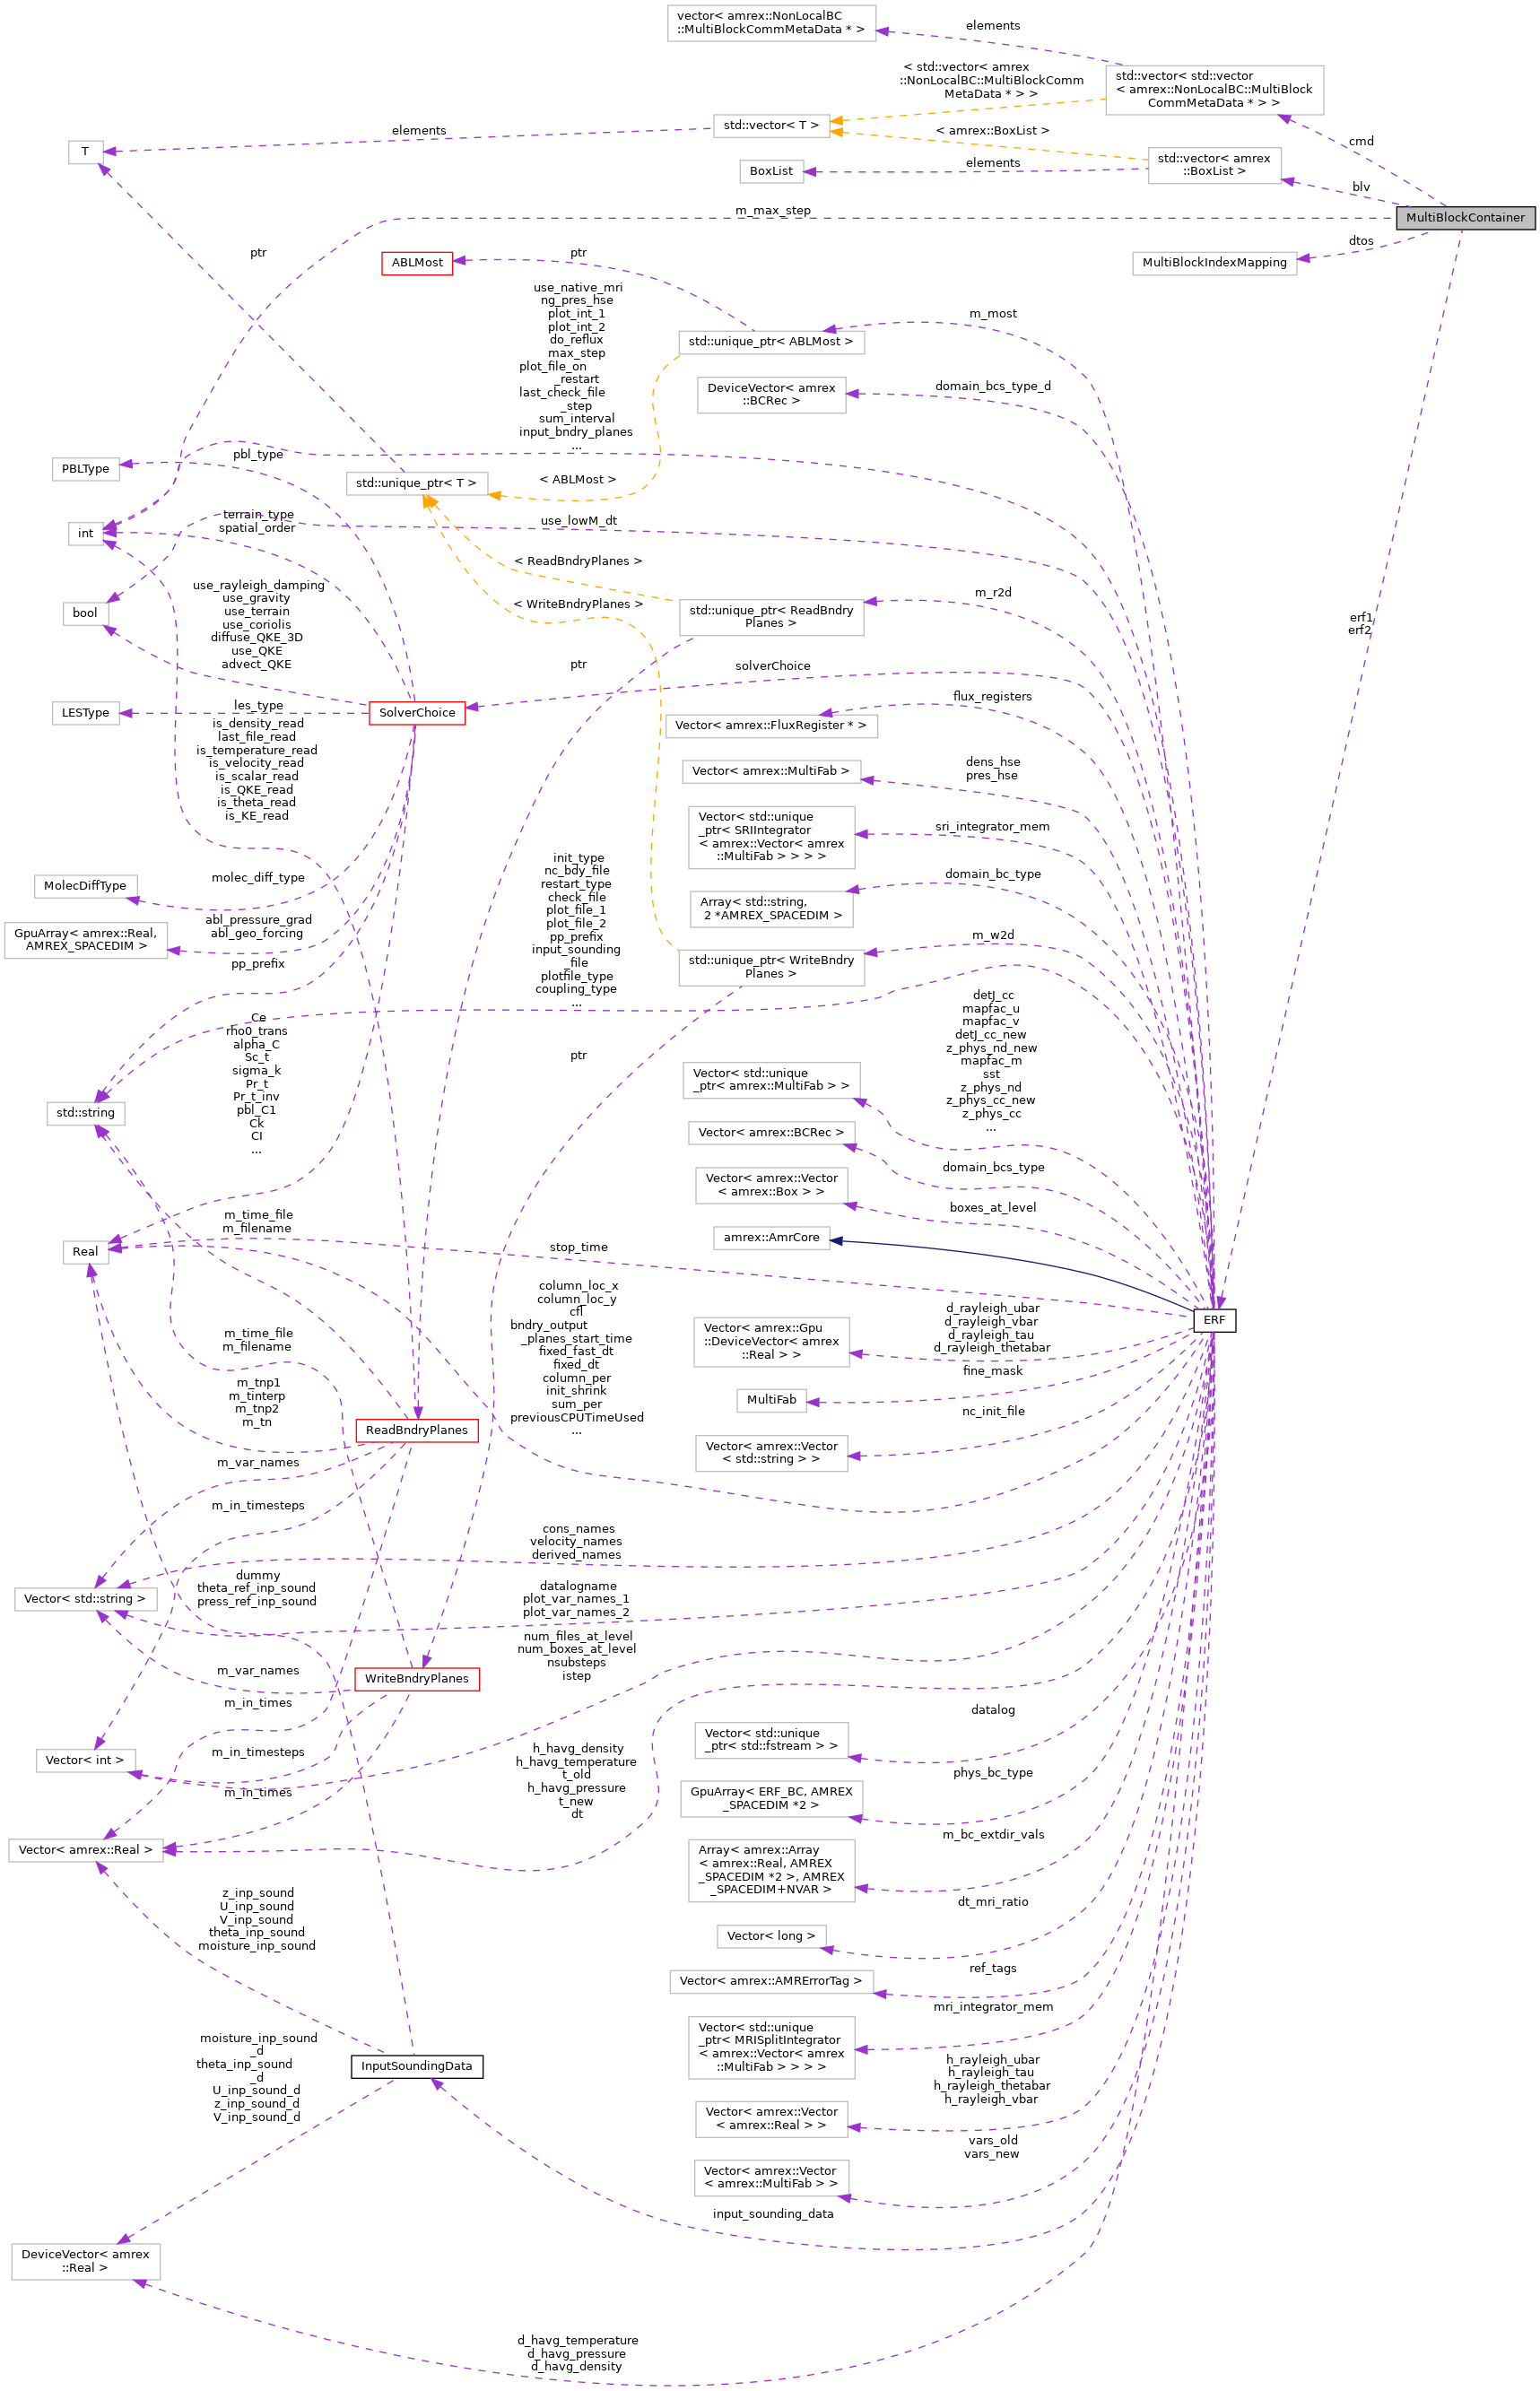 vector< amrex::NonLocalBC
::MultiBlockCommMetaData * >
elements
< std::vector< amrex
::NonLocalBC::MultiBlockComm
MetaData * > >
std::vector< std::vector
< amrex::NonLocalBC::MultiBlock
CommMetaData * > >
std::vector< T >
elements
T
< amrex::BoxList >
cmd
BoxList
elements
std::vector< amrex
::BoxList >
blv
m_max_step
MultiBlockContainer
dtos
MultiBlockIndexMapping
ptr
ABLMost
ptr
use_native_mri
ng_pres_hse
plot_int_1
plot_int_2
do_reflux
max_step
plot_file_on
_restart
last_check_file
_step
sum_interval
input_bndry_planes
...
m_most
std::unique_ptr< ABLMost >
DeviceVector< amrex
::BCRec >
domain_bcs_type_d
PBLType
pbl_type
std::unique_ptr< T >
< ABLMost >
int
terrain_type
spatial_order
use_lowM_dt
< ReadBndryPlanes >
bool
use_rayleigh_damping
use_gravity
use_terrain
use_coriolis
diffuse_QKE_3D
use_QKE
advect_QKE
< WriteBndryPlanes >
std::unique_ptr< ReadBndry
Planes >
m_r2d
erf1
erf2
ptr
solverChoice
LESType
les_type
SolverChoice
flux_registers
Vector< amrex::FluxRegister * >
is_density_read
last_file_read
is_temperature_read
is_velocity_read
is_scalar_read
is_QKE_read
is_theta_read
is_KE_read
Vector< amrex::MultiFab >
dens_hse
pres_hse
Vector< std::unique
_ptr< SRIIntegrator
< amrex::Vector< amrex
::MultiFab > > > >
sri_integrator_mem
MolecDiffType
molec_diff_type
init_type
nc_bdy_file
restart_type
check_file
plot_file_1
plot_file_2
pp_prefix
input_sounding
_file
plotfile_type
coupling_type
...
domain_bc_type
Array< std::string,
2 *AMREX_SPACEDIM >
GpuArray< amrex::Real,
AMREX_SPACEDIM >
abl_pressure_grad
abl_geo_forcing
pp_prefix
m_w2d
std::unique_ptr< WriteBndry
Planes >
Ce
rho0_trans
alpha_C
Sc_t
sigma_k
Pr_t
Pr_t_inv
pbl_C1
Ck
CI
...
ptr
detJ_cc
mapfac_u
mapfac_v
detJ_cc_new
z_phys_nd_new
mapfac_m
sst
z_phys_nd
z_phys_cc_new
z_phys_cc
...
Vector< std::unique
_ptr< amrex::MultiFab > >
std::string
Vector< amrex::BCRec >
domain_bcs_type
Vector< amrex::Vector
< amrex::Box > >
boxes_at_level
m_time_file
m_filename
amrex::AmrCore
Real
stop_time
column_loc_x
column_loc_y
cfl
bndry_output
_planes_start_time
fixed_fast_dt
fixed_dt
column_per
init_shrink
sum_per
previousCPUTimeUsed
...
ERF
m_time_file
m_filename
Vector< amrex::Gpu
::DeviceVector< amrex
::Real > >
d_rayleigh_ubar
d_rayleigh_vbar
d_rayleigh_tau
d_rayleigh_thetabar
m_tnp1
m_tinterp
m_tnp2
m_tn
fine_mask
MultiFab
nc_init_file
ReadBndryPlanes
Vector< amrex::Vector
< std::string > >
m_var_names
m_in_timesteps
cons_names
velocity_names
derived_names
dummy
theta_ref_inp_sound
press_ref_inp_sound
Vector< std::string >
datalogname
plot_var_names_1
plot_var_names_2
num_files_at_level
num_boxes_at_level
nsubsteps
istep
m_var_names
WriteBndryPlanes
m_in_times
datalog
Vector< std::unique
_ptr< std::fstream > >
Vector< int >
m_in_timesteps
h_havg_density
h_havg_temperature
t_old
h_havg_pressure
t_new
dt
m_in_times
phys_bc_type
GpuArray< ERF_BC, AMREX
_SPACEDIM *2 >
Vector< amrex::Real >
m_bc_extdir_vals
Array< amrex::Array
< amrex::Real, AMREX
_SPACEDIM *2 >, AMREX
_SPACEDIM+NVAR >
z_inp_sound
U_inp_sound
V_inp_sound
theta_inp_sound
moisture_inp_sound
dt_mri_ratio
Vector< long >
ref_tags
Vector< amrex::AMRErrorTag >
mri_integrator_mem
Vector< std::unique
_ptr< MRISplitIntegrator
< amrex::Vector< amrex
::MultiFab > > > >
moisture_inp_sound
_d
theta_inp_sound
_d
U_inp_sound_d
z_inp_sound_d
V_inp_sound_d
InputSoundingData
h_rayleigh_ubar
h_rayleigh_tau
h_rayleigh_thetabar
h_rayleigh_vbar
Vector< amrex::Vector
< amrex::Real > >
vars_old
vars_new
Vector< amrex::Vector
< amrex::MultiFab > >
input_sounding_data
DeviceVector< amrex
::Real >
d_havg_temperature
d_havg_pressure
d_havg_density